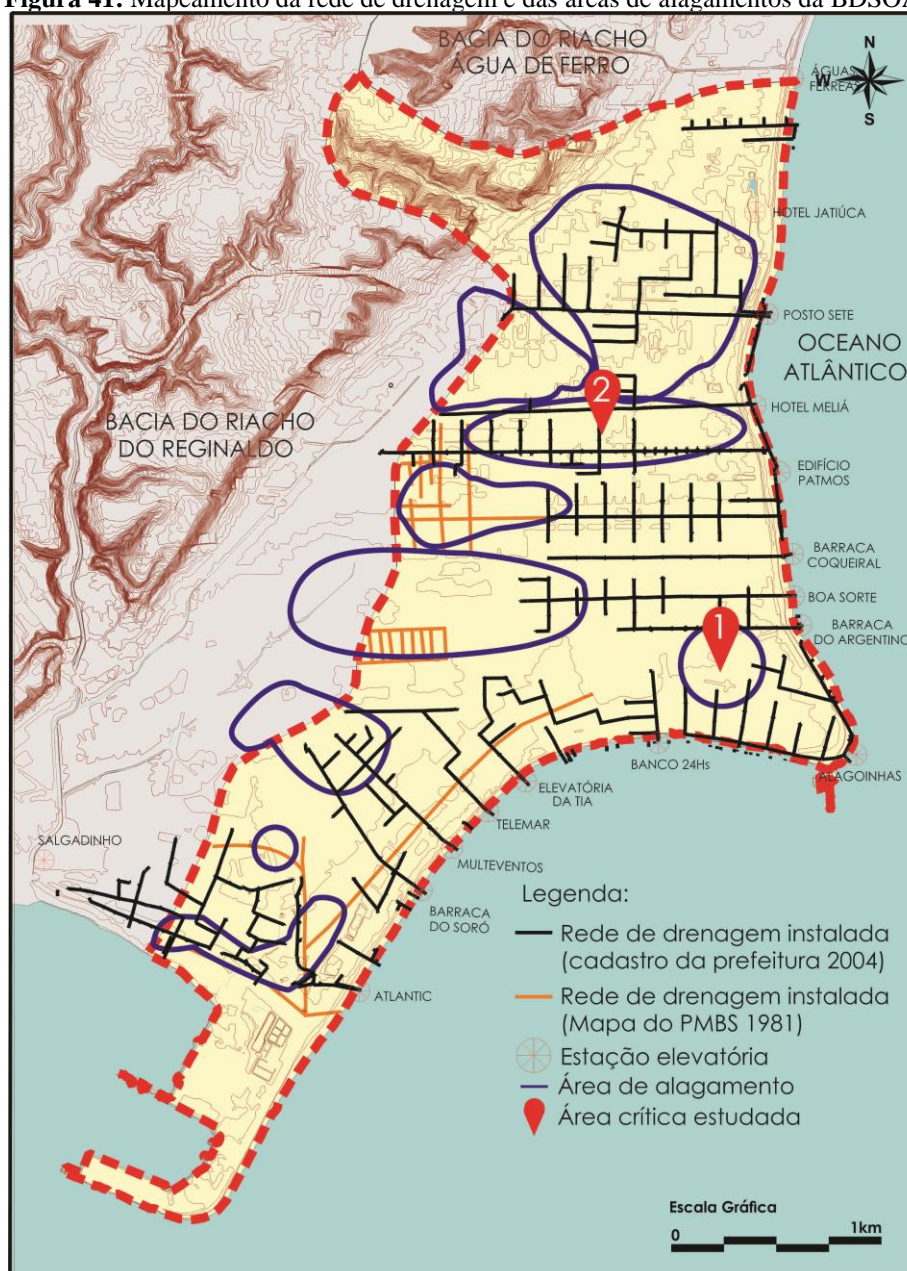 Figura 41: Mapeamento da rede de drenagem e das áreas de alagamentos da BDSOA
BACIA DO RIACHO
ÁGUA DE FERRO
N
W
S
ÁGUAS
FÉRREAS
HOTEL JATIÚCA
POSTO SETE
OCEANO
ATLÂNTICO
HOTEL MELIÁ
2
BACIA DO RIACHO
DO REGINALDO
EDIFÍCIO
PATMOS
BARRACA
COQUEIRAL
BOA SORTE
1
BARRACA
DO ARGENTINO
BANCO 24Hs
ALAGOINHAS
ELEVATÓRIA
DA TIA
TELEMAR
SALGADINHO
MULTEVENTOS
BARRACA
DO SORÓ
ATLANTIC
Legenda:
Rede de drenagem instalada
(cadastro da prefeitura 2004)
Rede de drenagem instalada
(Mapa do PMBS 1981)
Estação elevatória
Área de alagamento
Área crítica estudada
Escala Gráfica
0 1km